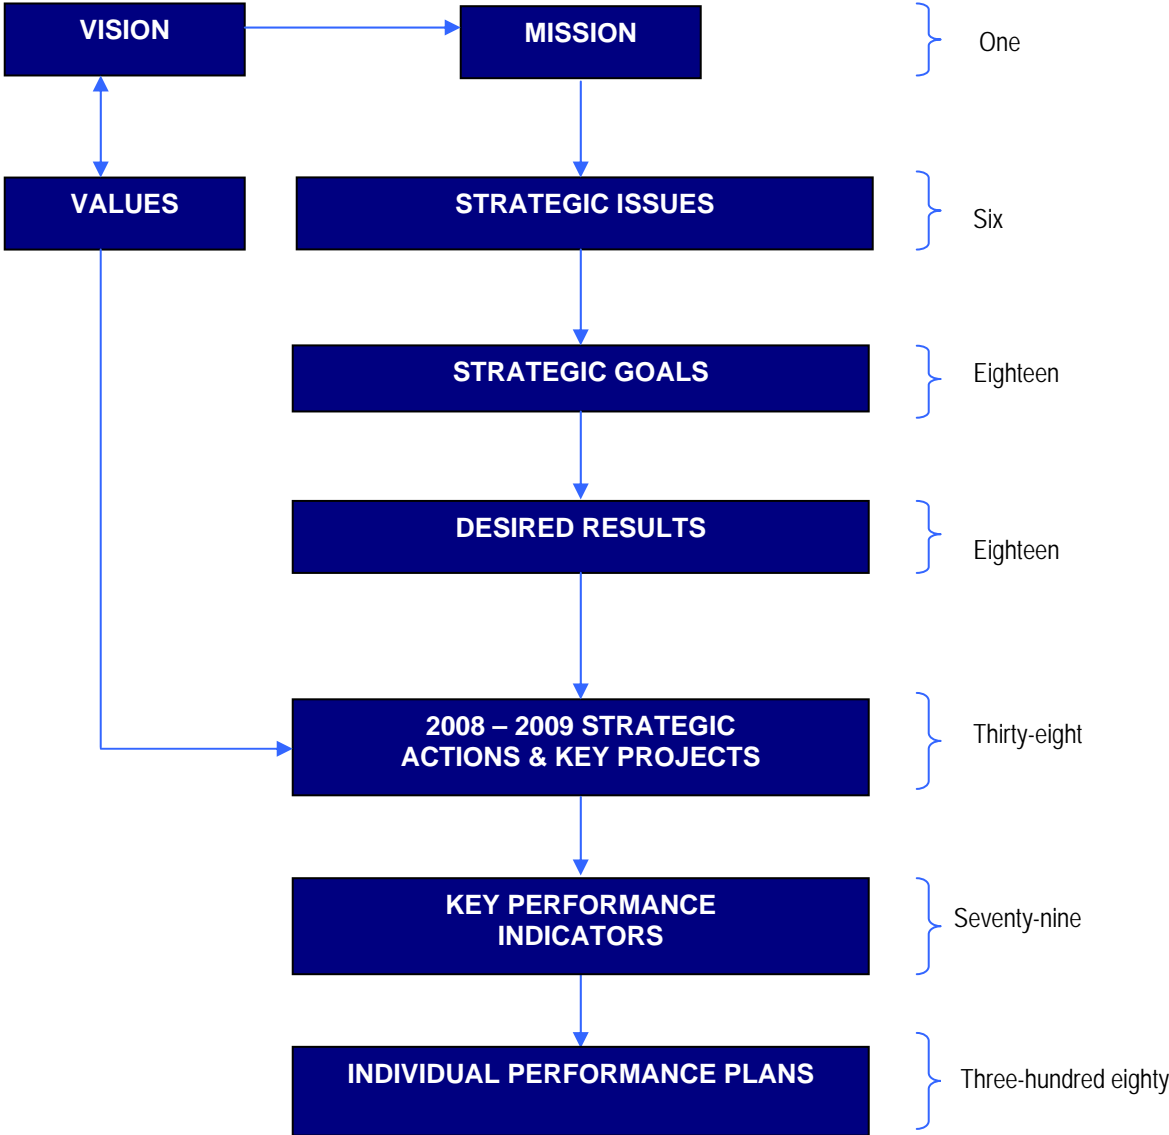 VISION
MISSION
One
VALUES
STRATEGIC ISSUES
Six
STRATEGIC GOALS
Eighteen
DESIRED RESULTS
Eighteen
2008 – 2009 STRATEGIC
ACTIONS & KEY PROJECTS
Thirty-eight
KEY PERFORMANCE
INDICATORS
Seventy-nine
INDIVIDUAL PERFORMANCE PLANS
Three-hundred eighty